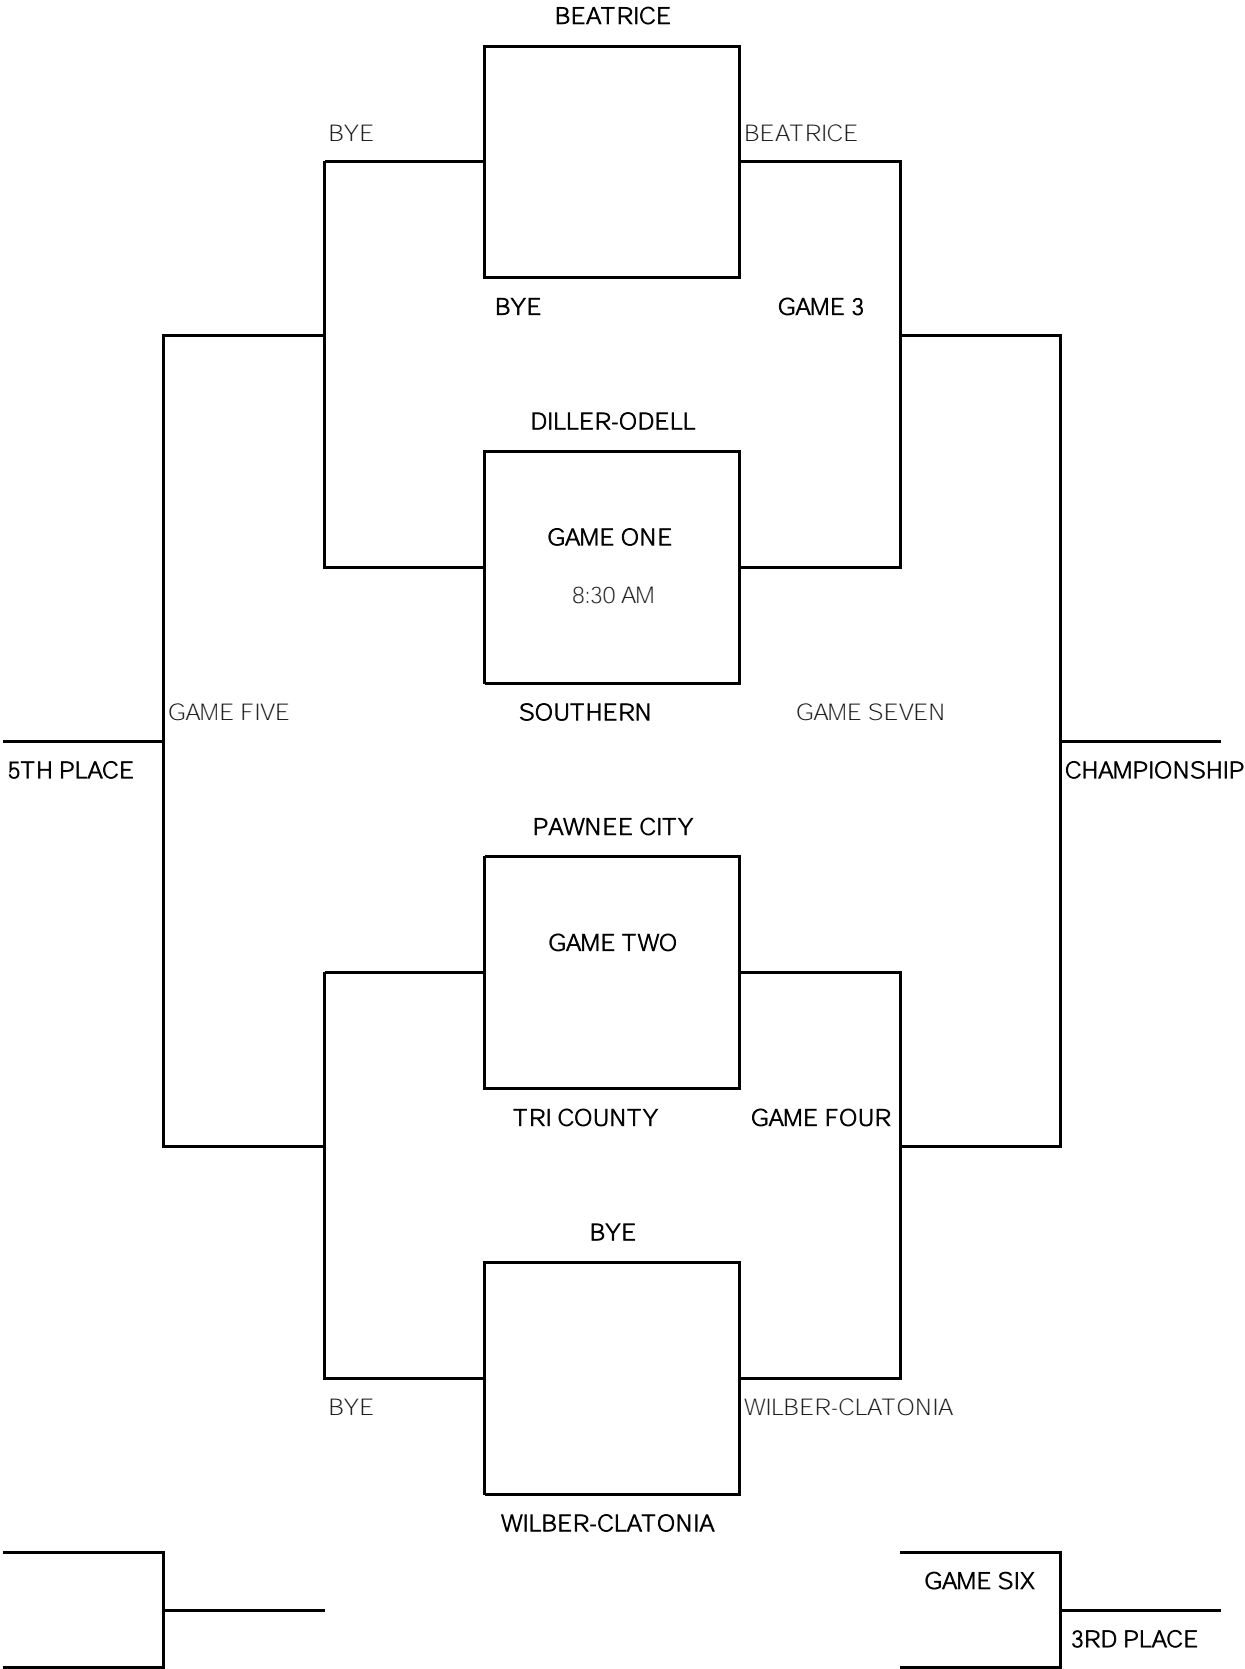 BEATRICE
BYE
BEATRICE
BYE
GAME 3
DILLER-ODELL
GAME ONE
8:30 AM
GAME FIVE
SOUTHERN
GAME SEVEN
5TH PLACE
CHAMPIONSHIP
PAWNEE CITY
GAME TWO
TRI COUNTY
GAME FOUR
BYE
BYE
WILBER-CLATONIA
WILBER-CLATONIA
GAME SIX
3RD PLACE